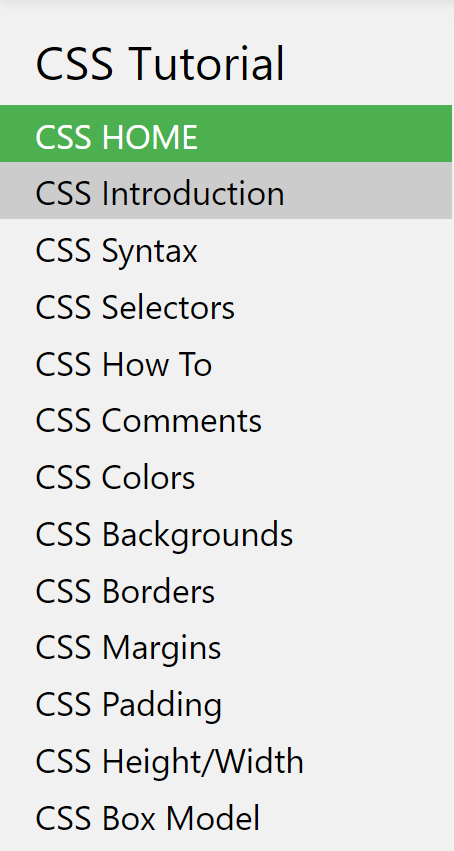 CSS Tutorial
CSS HOME
CSS Introduction
CSS Syntax
CSS Selectors
CSS How To
CSS Comments
CSS Colors
CSS Backgrounds
CSS Borders
CSS Margins
CSS Padding
CSS Height/Width
CSS Box Model